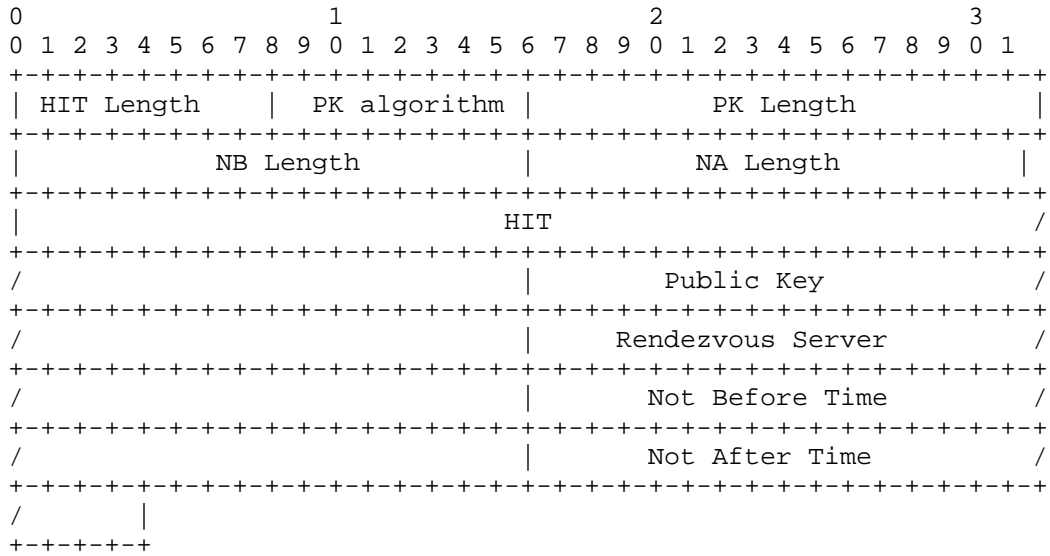 0                   1                   2                   3
0 1 2 3 4 5 6 7 8 9 0 1 2 3 4 5 6 7 8 9 0 1 2 3 4 5 6 7 8 9 0 1
+-+-+-+-+-+-+-+-+-+-+-+-+-+-+-+-+-+-+-+-+-+-+-+-+-+-+-+-+-+-+-+-+
| HIT Length    |  PK algorithm |           PK Length           |
+-+-+-+-+-+-+-+-+-+-+-+-+-+-+-+-+-+-+-+-+-+-+-+-+-+-+-+-+-+-+-+-+
|            NB Length          |          NA Length           |
+-+-+-+-+-+-+-+-+-+-+-+-+-+-+-+-+-+-+-+-+-+-+-+-+-+-+-+-+-+-+-+-+
|                              HIT                              /
+-+-+-+-+-+-+-+-+-+-+-+-+-+-+-+-+-+-+-+-+-+-+-+-+-+-+-+-+-+-+-+-+
/                               |        Public Key             /
+-+-+-+-+-+-+-+-+-+-+-+-+-+-+-+-+-+-+-+-+-+-+-+-+-+-+-+-+-+-+-+-+
/                               |     Rendezvous Server         /
+-+-+-+-+-+-+-+-+-+-+-+-+-+-+-+-+-+-+-+-+-+-+-+-+-+-+-+-+-+-+-+-+
/                               |       Not Before Time         /
+-+-+-+-+-+-+-+-+-+-+-+-+-+-+-+-+-+-+-+-+-+-+-+-+-+-+-+-+-+-+-+-+
/                               |       Not After Time          /
+-+-+-+-+-+-+-+-+-+-+-+-+-+-+-+-+-+-+-+-+-+-+-+-+-+-+-+-+-+-+-+-+
/       |
+-+-+-+-+